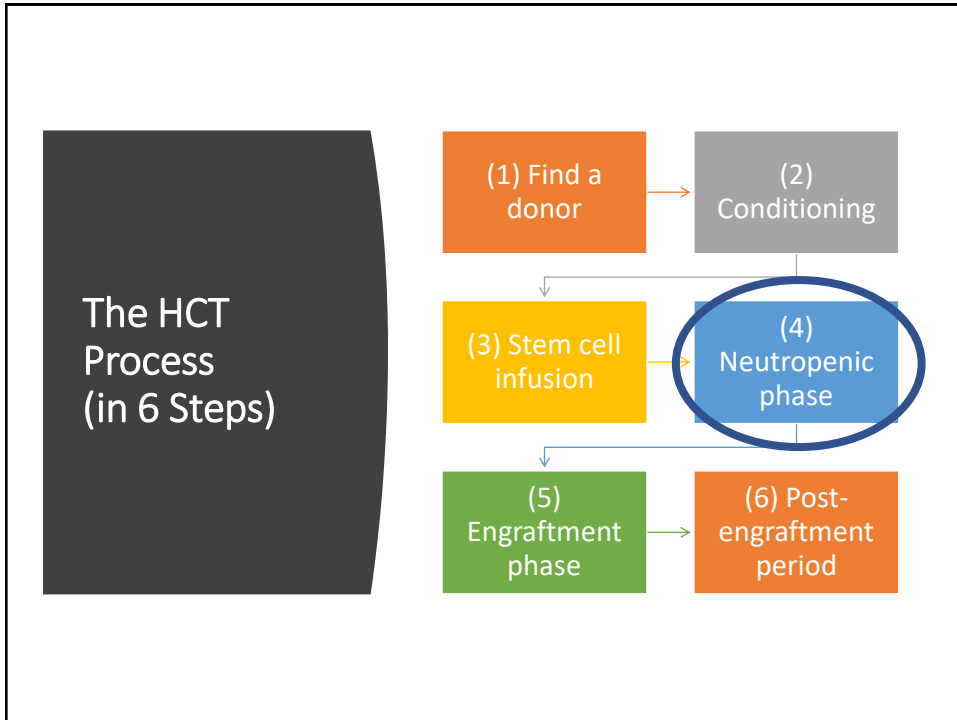 The HCT
Process
(in 6 Steps)
(1) Find a
donor
(2)
Conditioning
(3) Stem cell
infusion
(4)
Neutropenic
phase
(5)
Engraftment
phase
(6) Post-
engraftment
period